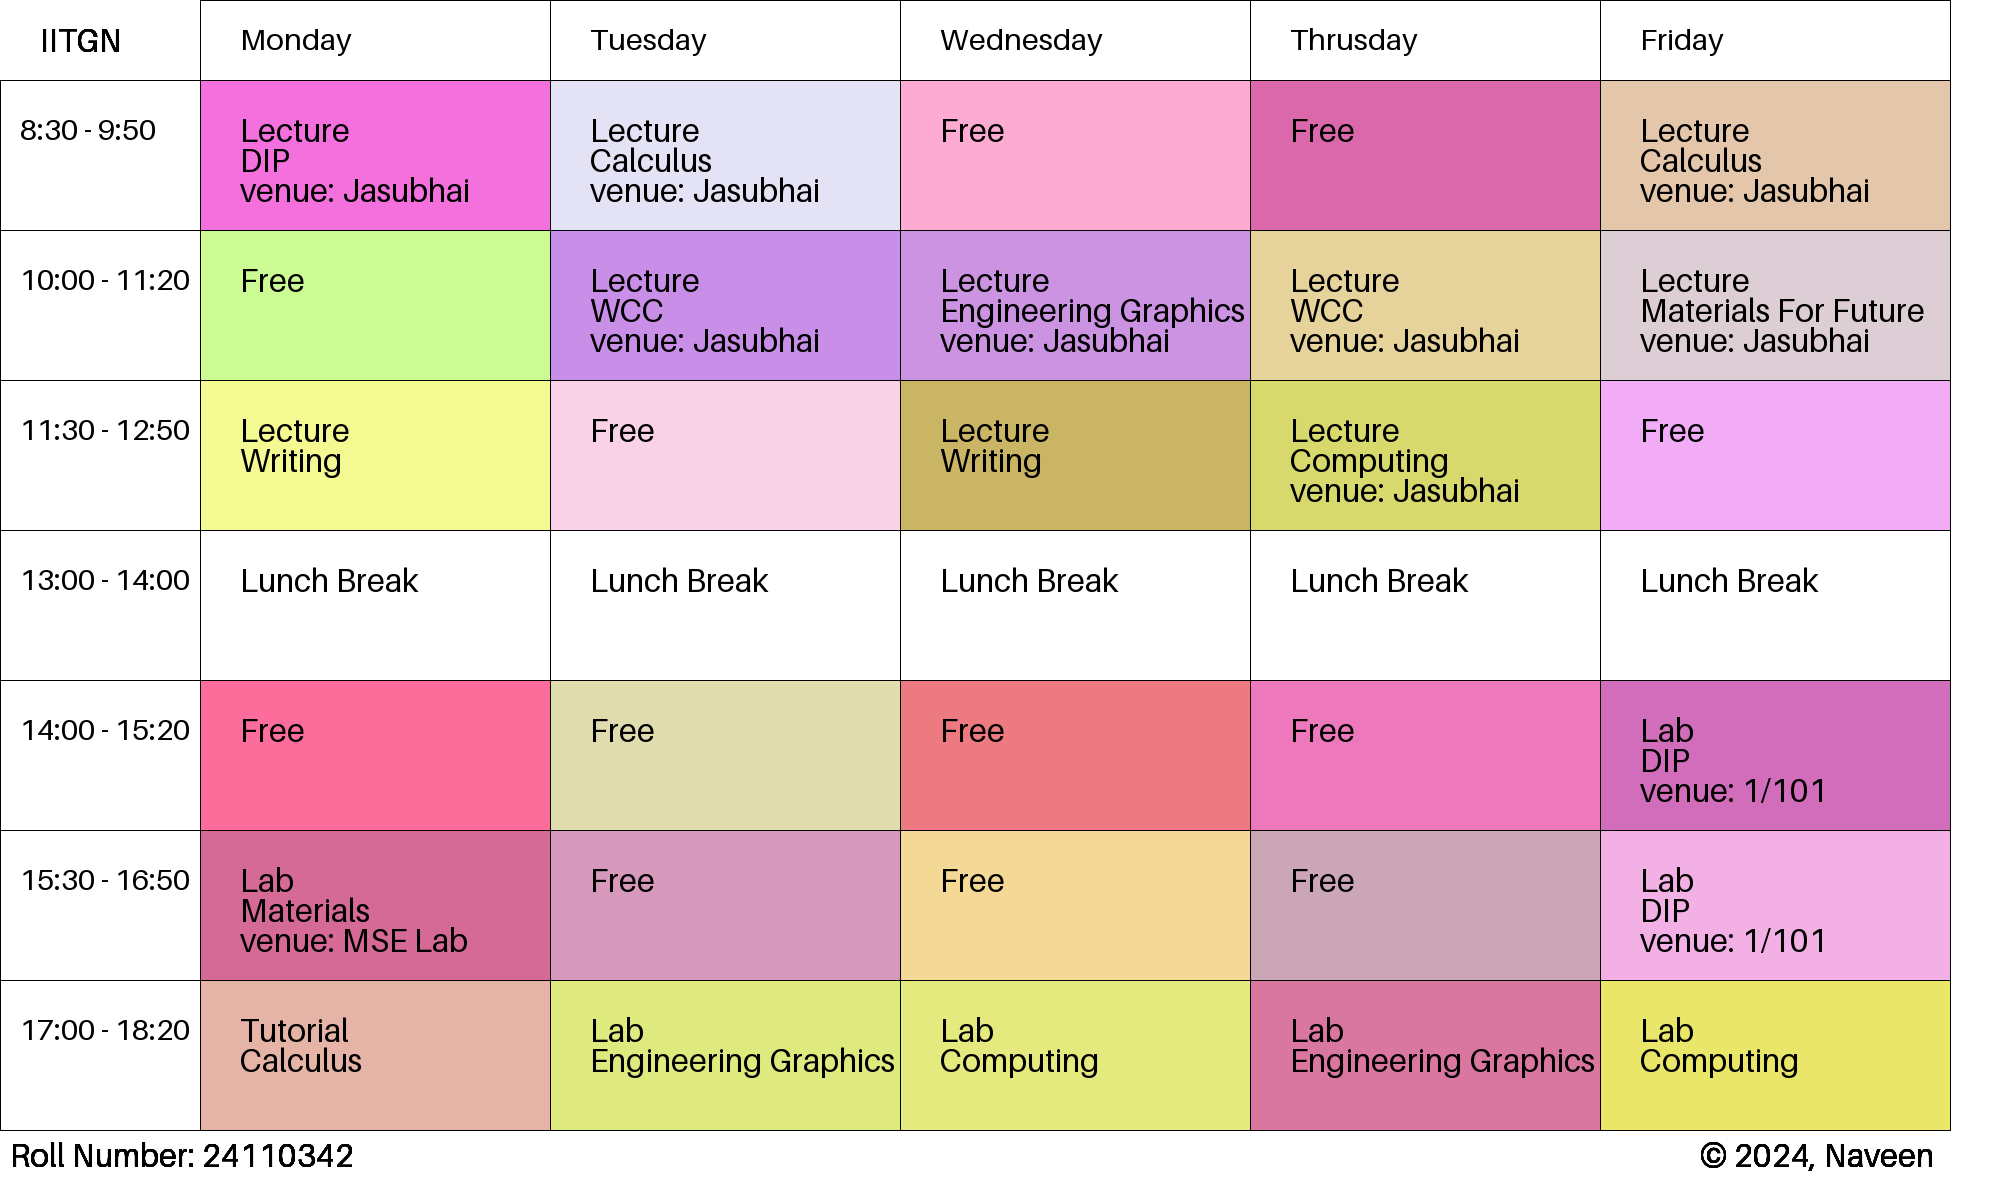 IITGN Monday Tuesday Wednesday Thrusday Friday
8:30 - 9:50
Lecture
DIP
venue: Jasubhai
Lecture
Calculus
venue: Jasubhai
Free
Free
Lecture
Calculus
venue: Jasubhai
10:00 - 11:20
Free
Lecture
WCC
venue: Jasubhai
Lecture
Engineering Graphics
venue: Jasubhai
Lecture
WCC
venue: Jasubhai
Lecture
Materials For Future
venue: Jasubhai
11:30 - 12:50
Lecture
Writing
Free
Lecture
Writing
Lecture
Computing
venue: Jasubhai
Free
13:00 - 14:00
Lunch Break
Lunch Break
Lunch Break
Lunch Break
Lunch Break
14:00 - 15:20
Free
Free
Free
Free
Lab
DIP
venue: 1/101
15:30 - 16:50
Lab
Materials
venue: MSE Lab
Free
Free
Free
Lab
DIP
venue: 1/101
17:00 - 18:20
Tutorial
Calculus
Lab
Engineering Graphics
Lab
Computing
Lab
Engineering Graphics
Lab
Computing
Roll Number: 24110342
© 2024, Naveen